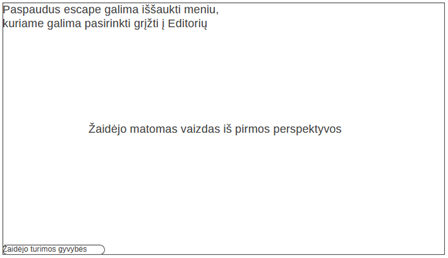 Paspaudus escape galima iššaukti meniu,
kuriame galima pasirinkti grįžti į Editorių
Žaidėjo matomas vaizdas iš pirmos perspektyvos
Žaidėjo turimos gyvybės